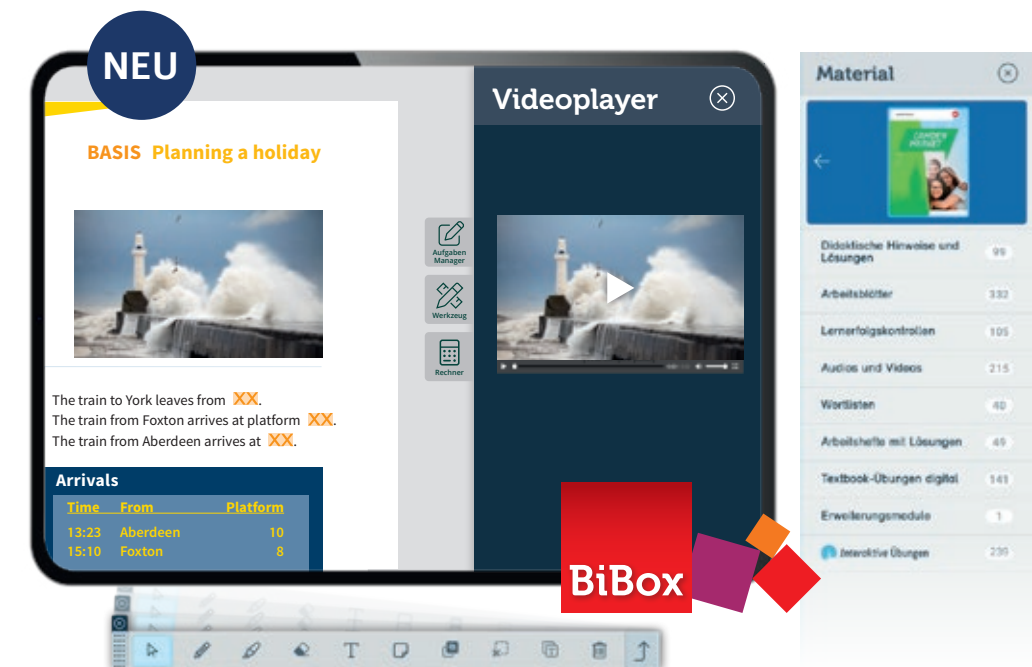 NEU
BASIS Planning a holiday
The train to York leaves from XX.
The train from Foxton arrives at platform XX.
The train from Aberdeen arrives at XX.
Arrivals
Time From Platform
13:23 Aberdeen 10
15:10 Foxton 8
Aufgaben
Manager
Werkzeug
Rechner
Videoplayer
BiBox
Material
CAMDEN
MARKET
Didaktische Hinweise und
Lösungen
99
Arbeitsblätter 332
Lernerfolgskontrollen 105
Audios und Videos 215
Wortlisten 40
Arbeitshefte mit Lösungen 49
Textbook-Übungen digital 141
Erweiterungsmodule 1
Interaktive Übungen 239
T